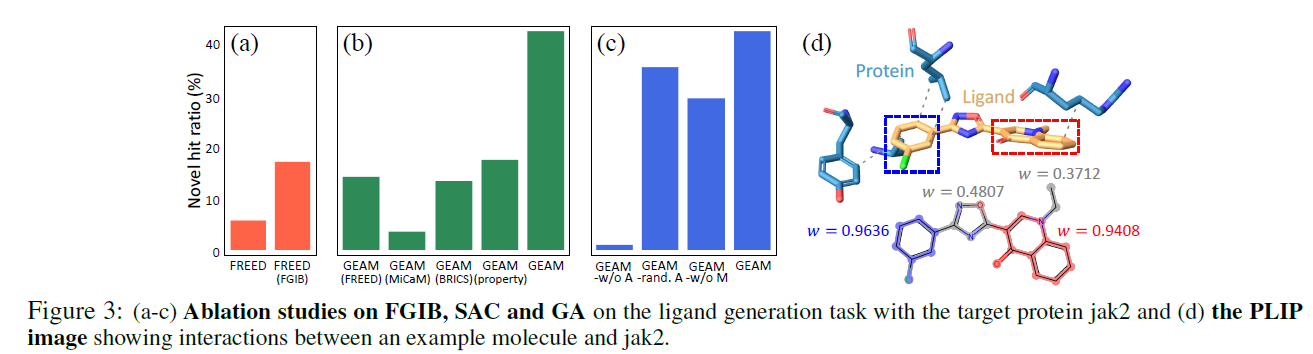 (a)
(b)
(c)
(d)
Novel hit ratio (%)
40
30
20
10
0
FREED
FREED
(FGIB)
GEAM
(FREED)
GEAM
(MiCaM)
GEAM
(BRICS)
GEAM
(property)
GEAM
GEAM
-w/o A
GEAM
-rand. A
GEAM
-w/o M
GEAM
Protein
Ligand
w = 0.3712
w = 0.4807
w = 0.9636
w = 0.9408
N
O
N
N
O
Figure 3: (a-c) Ablation studies on FGIB, SAC and GA on the ligand generation task with the target protein jak2 and (d) the PLIP
image showing interactions between an example molecule and jak2.